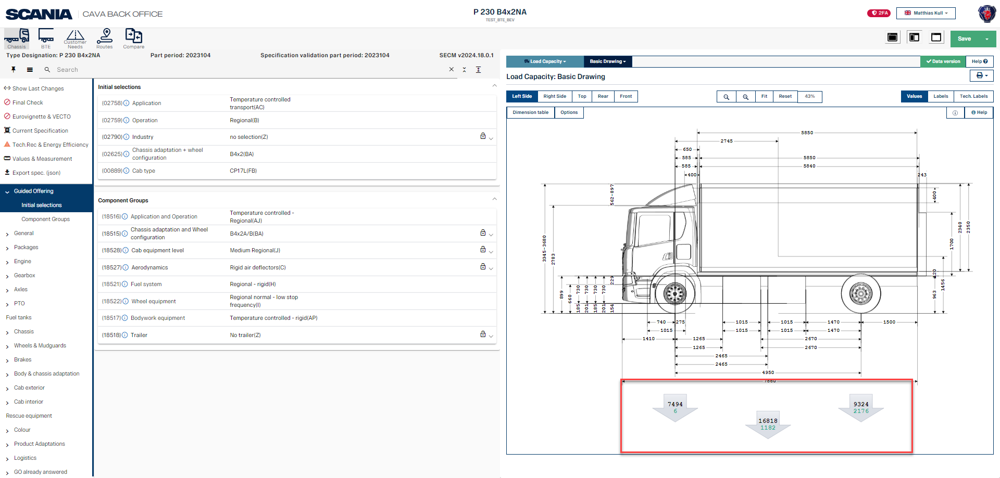 SCANIA CAVA BACK OFFICE
P 230 B4x2NA
TEST_BTE_BEV
2FA
Matthias Kull
Chassis
BTE
Customer Needs
Routes
Compare
Save
Type Designation: P 230 B4x2NA
Part period: 2023104
Specification validation part period: 2023104
SECM v2024.18.0.1
Search
Show Last Changes
Final Check
Eurovignette & VECTO
Current Specification
Tech.Rec & Energy Efficiency
Values & Measurement
Export spec. (json)
Guided Offering
Initial selections
Component Groups
General
Packages
Engine
Gearbox
Axles
PTO
Fuel tanks
Chassis
Wheels & Mudguards
Brakes
Body & chassis adaptation
Cab exterior
Cab interior
Rescue equipment
Colour
Product Adaptations
Logistics
GO already answered
Initial selections
(02758) Application Temperature controlled transport(AC)
(02759) Operation Regional(B)
(02790) Industry no selection(Z)
(02625) Chassis adaptation + wheel configuration B4x2(BA)
(00889) Cab type CP17L(FB)
Component Groups
(18516) Application and Operation Temperature controlled - Regional(AJ)
(18515) Chassis adaptation and Wheel configuration B4x2A/B(BA)
(18528) Cab equipment level Medium Regional(J)
(18527) Aerodynamics Rigid air deflectors(C)
(18521) Fuel system Regional - rigid(H)
(18522) Wheel equipment Regional normal - low stop frequency(I)
(18517) Bodywork equipment Temperature controlled - rigid(AP)
(18518) Trailer No trailer(Z)
Load Capacity
Basic Drawing
Data version
Help
Load Capacity: Basic Drawing
Left Side
Right Side
Top
Rear
Front
Fit
Reset
43%
Values
Labels
Tech. Labels
Dimension table
Options
Help
5850
2745
650
585
5850
585
5840
400
243
562-897
400
3345-3680
2783
2340
2350
1700
229
220
1456
899
660
730
730
730
730
185
201
185
201
154
963
740
275
1015
1015
1470
1500
1015
1015
1015
1470
1410
1265
2670
1265
2670
2465
2465
4950
7860
7494
6
16818
1182
9324
2176